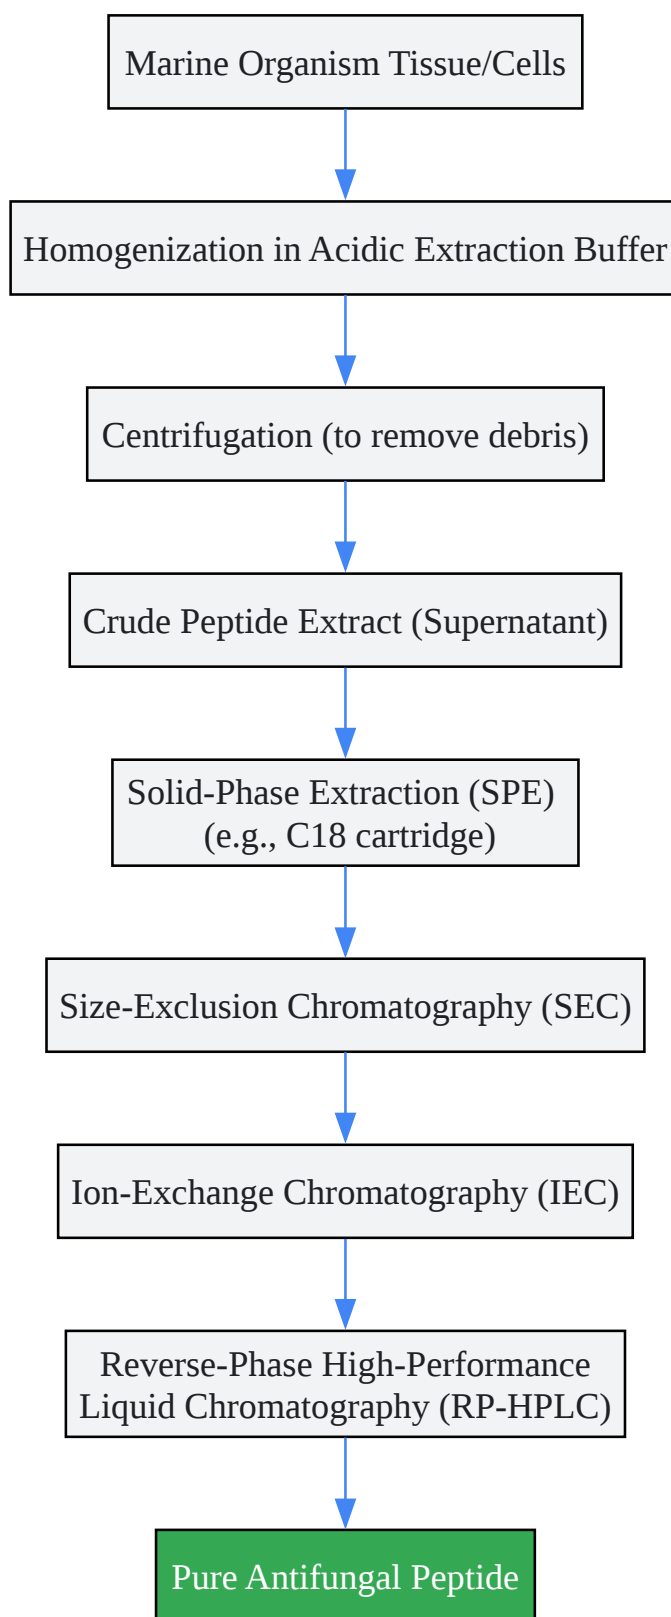 Marine Organism Tissue/Cells
Homogenization in Acidic Extraction Buffer
Centrifugation (to remove debris)
Crude Peptide Extract (Supernatant)
Solid-Phase Extraction (SPE)
(e.g., C18 cartridge)
Size-Exclusion Chromatography (SEC)
Ion-Exchange Chromatography (IEC)
Reverse-Phase High-Performance
Liquid Chromatography (RP-HPLC)
Pure Antifungal Peptide